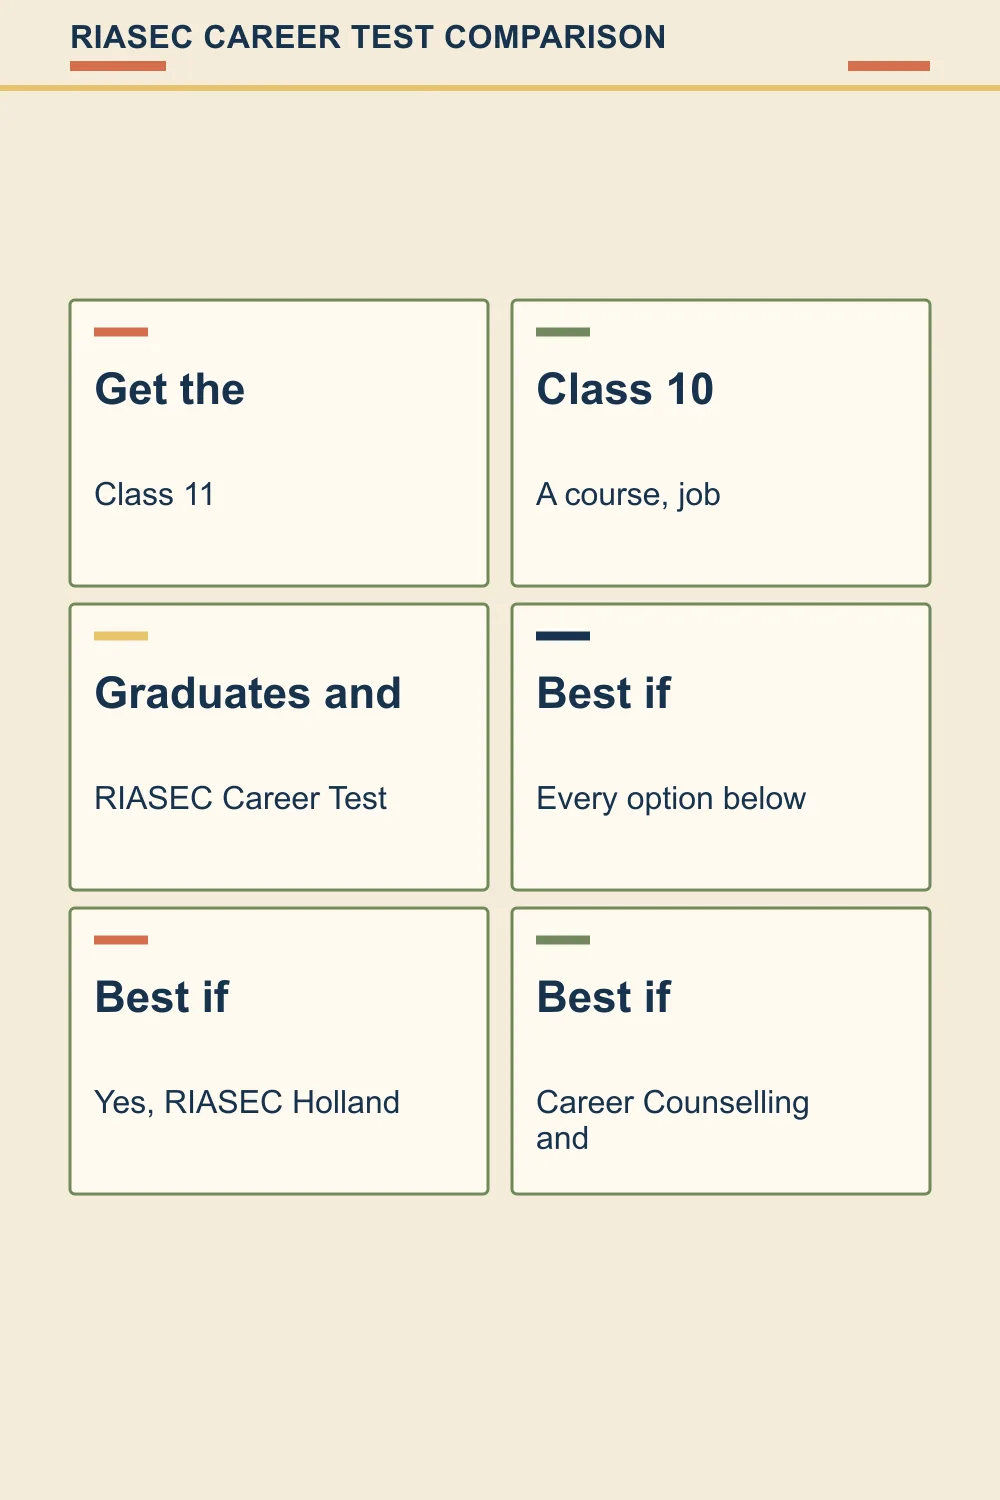 RIASEC CAREER TEST COMPARISON
Get the
Class 11
Class 10
A course, job
Graduates and
RIASEC Career Test
Best if
Every option below
Best if
Yes, RIASEC Holland
Best if
Career Counselling
and